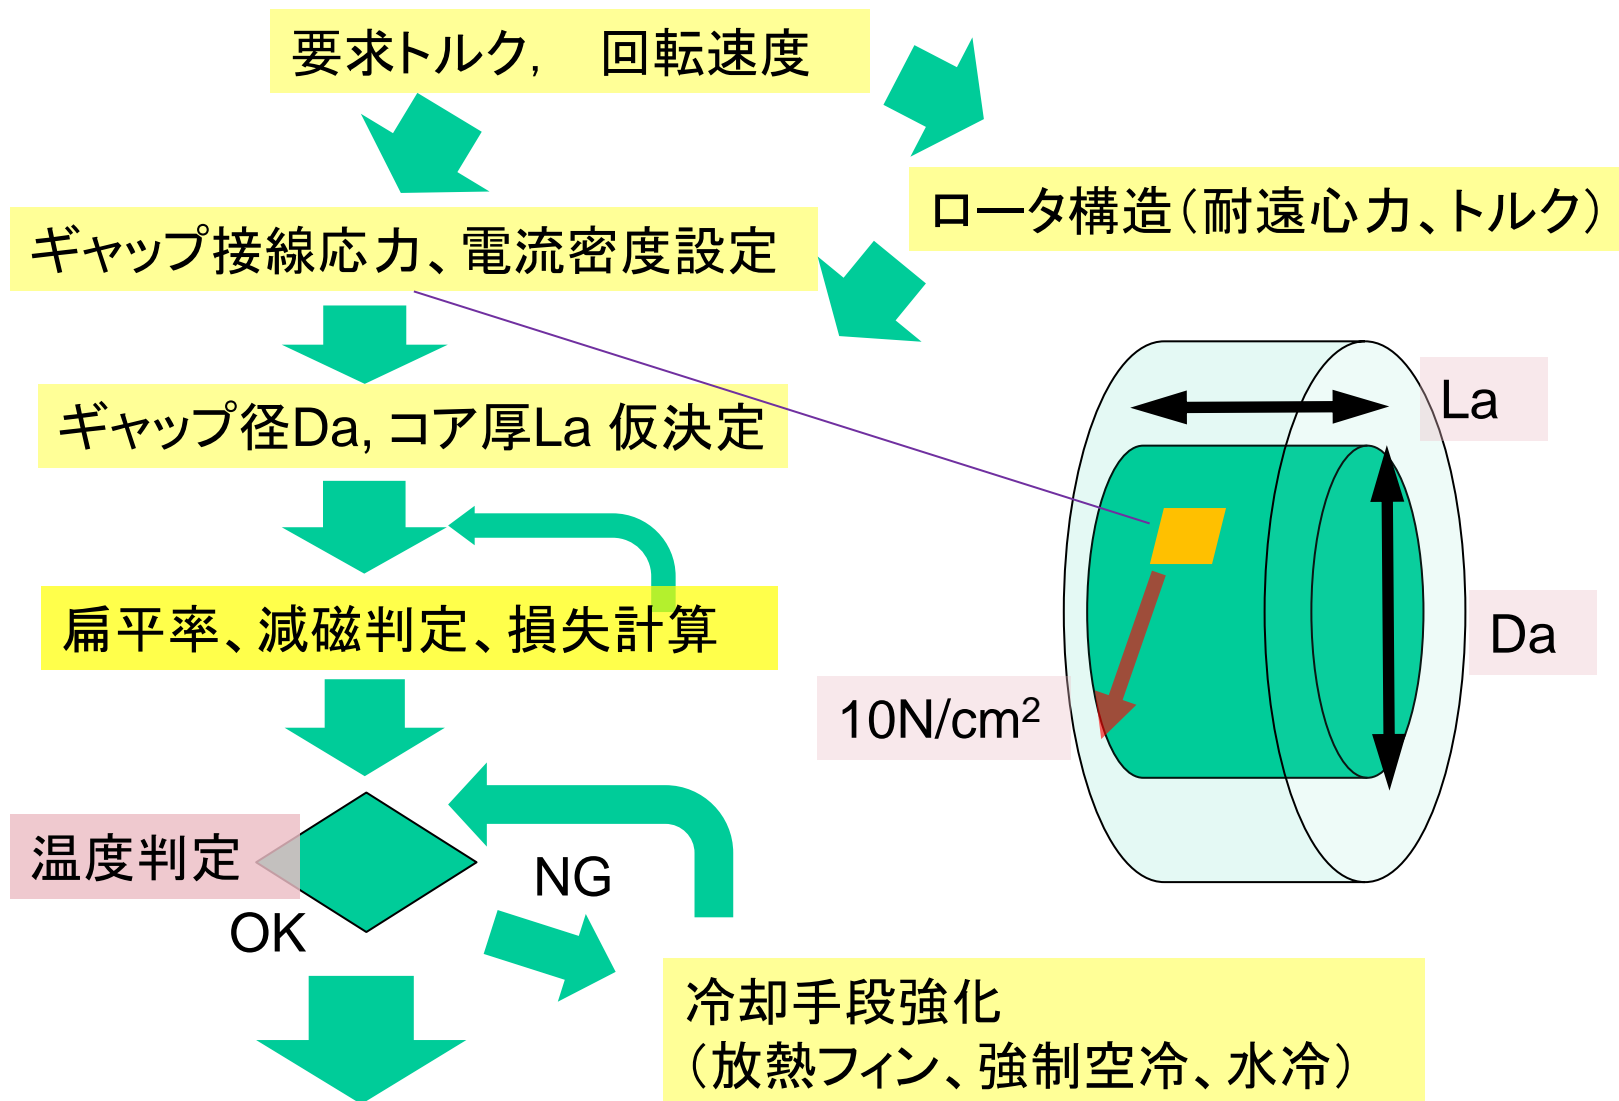 要求トルク,　回転速度
ロータ構造（耐遠心力、トルク）
ギャップ接線応力、電流密度設定
ギャップ径Da, コア厚La 仮決定
La
扁平率、減磁判定、損失計算
Da
10N/cm²
温度判定
NG
OK
冷却手段強化
（放熱フィン、強制空冷、水冷）